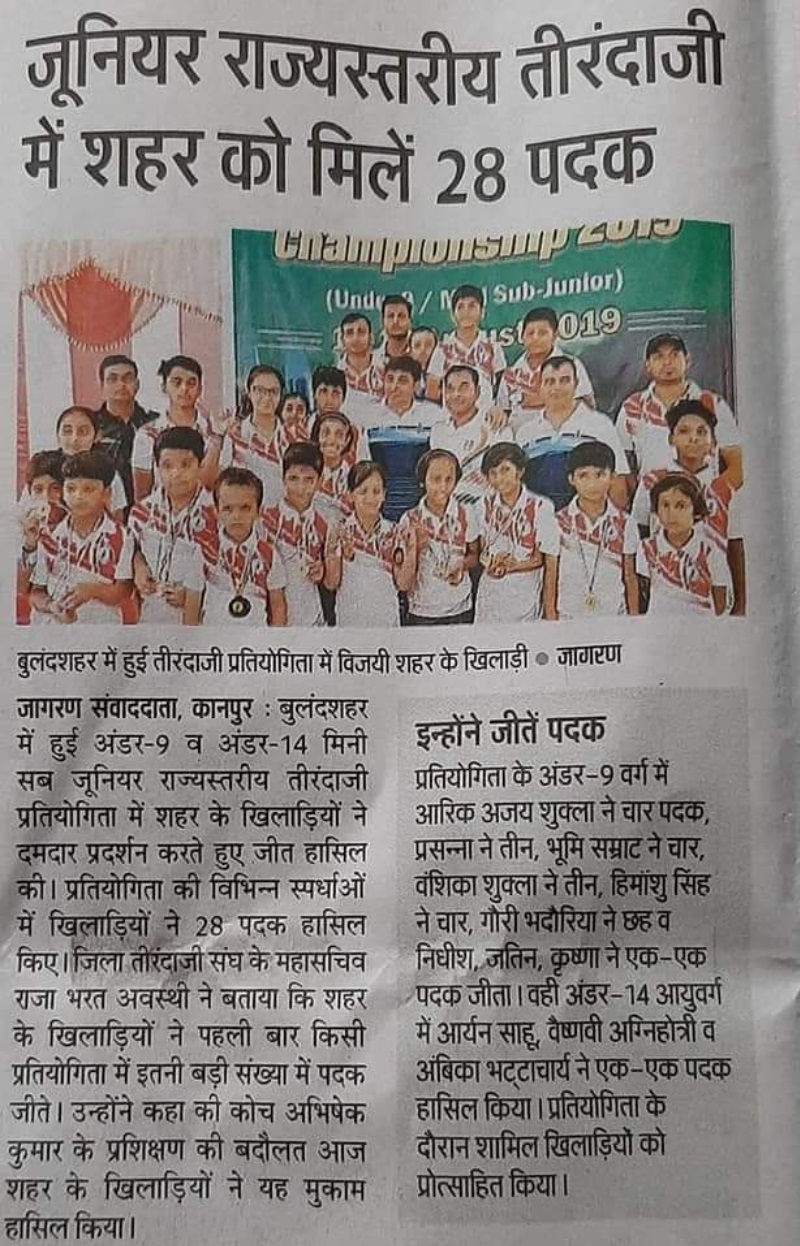 जूनियर राज्यस्तरीय तीरंदाजी
में शहर को मिलें 28 पदक
Championship 2019
Sub-Junior)
2019
बुलंदशहर में हुई तीरंदाजी प्रतियोगिता में विजयी शहर के खिलाड़ी ● जागरण
जागरण संवाददाता, कानपुर : बुलंदशहर
में हुई अंडर-9 व अंडर-14 मिनी
सब जूनियर राज्यस्तरीय तीरंदाजी
प्रतियोगिता में शहर के खिलाड़ियों ने
दमदार प्रदर्शन करते हुए जीत हासिल
की। प्रतियोगिता की विभिन्न स्पर्धाओं
में खिलाड़ियों ने 28 पदक हासिल
किए। जिला तीरंदाजी संघ के महासचिव
राजा भरत अवस्थी ने बताया कि शहर
के खिलाड़ियों ने पहली बार किसी
प्रतियोगिता में इतनी बड़ी संख्या में पदक
जीते। उन्होंने कहा की कोच अभिषेक
कुमार के प्रशिक्षण की बदौलत आज
शहर के खिलाड़ियों ने यह मुकाम
हासिल किया।
इन्होंने जीतें पदक
प्रतियोगिता के अंडर-9 वर्ग में
आरिक अजय शुक्ला ने चार पदक,
प्रसन्ना ने तीन, भूमि सम्राट ने चार,
वंशिका शुक्ला ने तीन, हिमांशु सिंह
ने चार, गौरी भदौरिया ने छह व
निधीश, जतिन, कृष्णा ने एक-एक
पदक जीता। वही अंडर-14 आयुवर्ग
में आर्यन साहू, वैष्णवी अग्निहोत्री व
अंबिका भट्टाचार्य ने एक-एक पदक
हासिल किया। प्रतियोगिता के
दौरान शामिल खिलाड़ियों को
प्रोत्साहित किया।